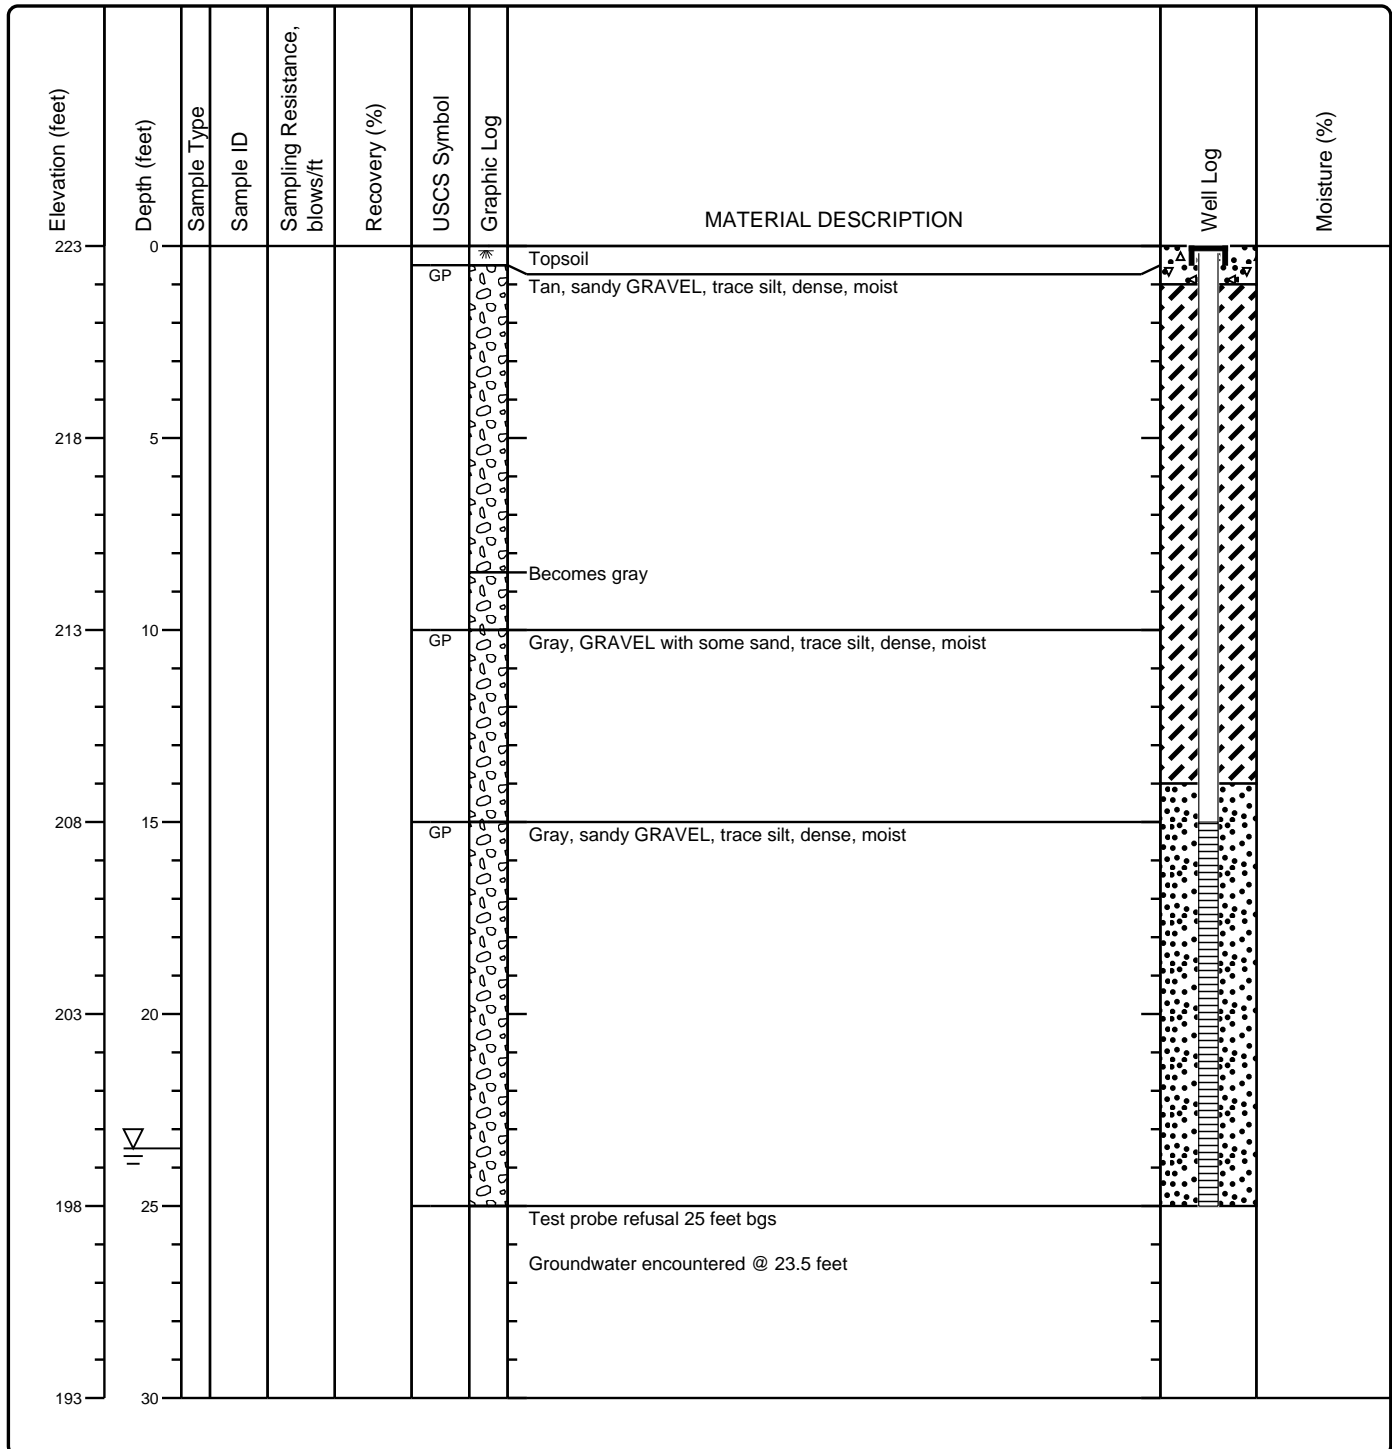 Elevation (feet)
Depth (feet)
Sample Type
Sample ID
Sampling Resistance,
blows/ft
Recovery (%)
USCS Symbol
Graphic Log
MATERIAL DESCRIPTION
Well Log
Moisture (%)
223 0
Topsoil
GP Tan, sandy GRAVEL, trace silt, dense, moist
218 5
Becomes gray
213 10
GP Gray, GRAVEL with some sand, trace silt, dense, moist
208 15
GP Gray, sandy GRAVEL, trace silt, dense, moist
203 20
198 25
Test probe refusal 25 feet bgs
Groundwater encountered @ 23.5 feet
193 30